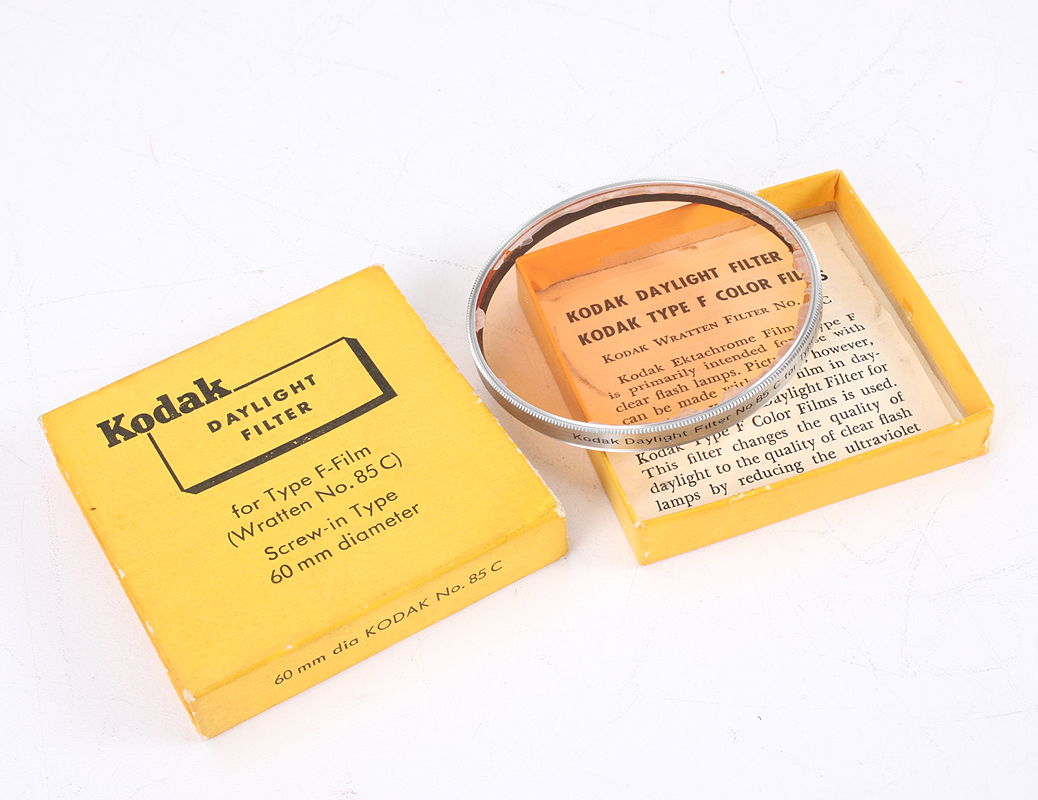 Kodak
DAYLIGHT
FILTER
for Type F-Film
(Wratten No. 85 C)
Screw-in Type
60 mm diameter
60 mm dia KODAK No. 85 C
KODAK DAYLIGHT FILTER
KODAK TYPE F COLOR FILMS
KODAK WRATTEN FILTER No. C
Kodak Ektachrome Film, Type F
is primarily intended for use with
clear flash lamps. however,
can be made film in day-
Daylight Filter for
Kodak Type F Color Films is used.
This filter changes the quality of
daylight to the quality of clear flash
lamps by reducing the ultraviolet
Kodak Daylight Filter No 85 C for